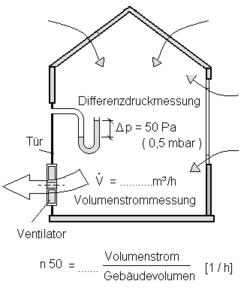 Differenzdruckmessung
Δp = 50 Pa
( 0,5 mbar )
Tür
V̇ = ...........m³/h
Volumenstrommessung
Ventilator
n 50 = ...... Volumenstrom / Gebäudevolumen [1 / h]